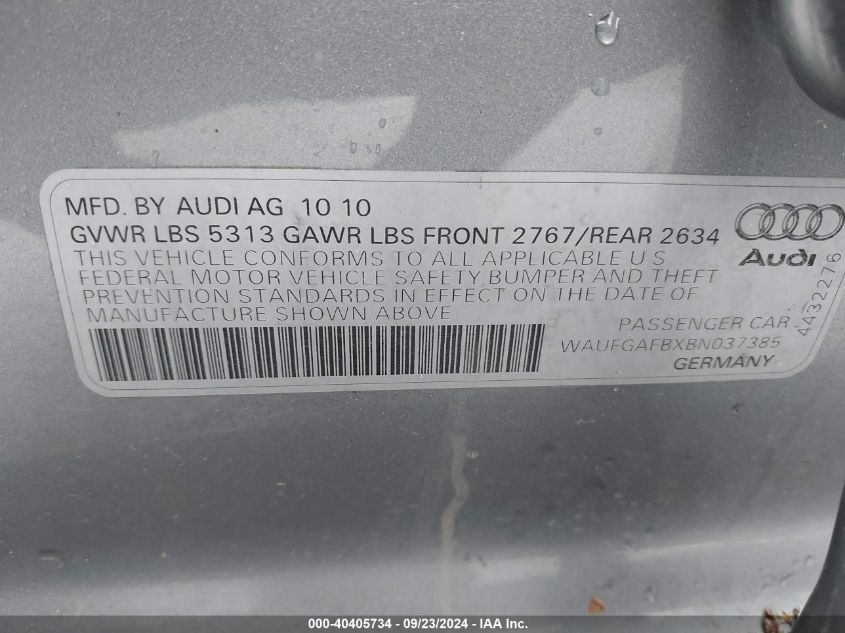 MFD. BY AUDI AG 10 10
GVWR LBS 5313 GAWR LBS FRONT 2767/REAR 2634
THIS VEHICLE CONFORMS TO ALL APPLICABLE U S
FEDERAL MOTOR VEHICLE SAFETY, BUMPER AND THEFT
PREVENTION STANDARDS IN EFFECT ON THE DATE OF
MANUFACTURE SHOWN ABOVE
PASSENGER CAR
WAUFGAFBXBN037385
GERMANY
Audi
4432276
000-40405734 - 09/23/2024 - IAA Inc.